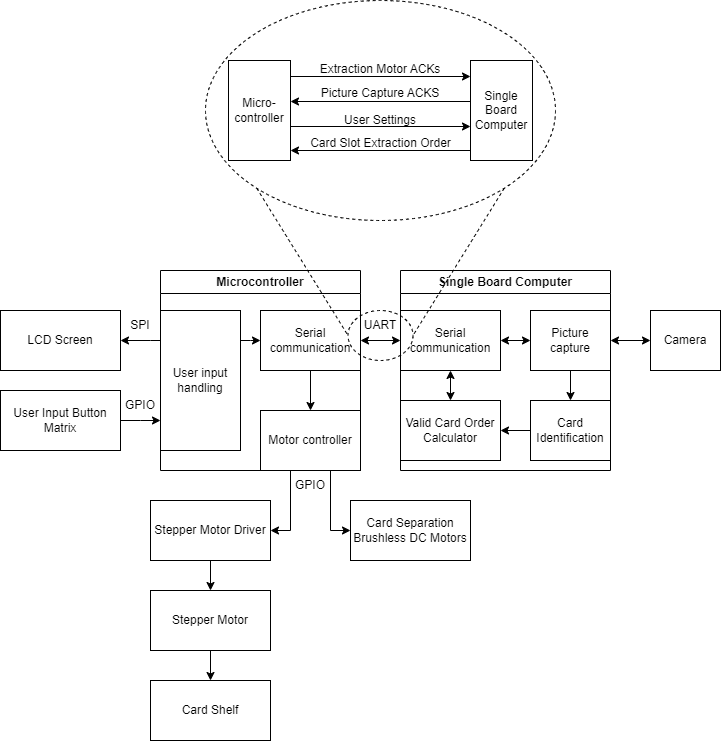 Extraction Motor ACKs
Picture Capture ACKS
User Settings
Card Slot Extraction Order
Micro-
controller
Single
Board
Computer
Microcontroller
Single Board Computer
LCD Screen
SPI
User input
handling
Serial
communication
UART
Serial
communication
Picture
capture
Camera
User Input Button
Matrix
GPIO
Motor controller
Valid Card Order
Calculator
Card
Identification
GPIO
Stepper Motor Driver
Card Separation
Brushless DC Motors
Stepper Motor
Card Shelf